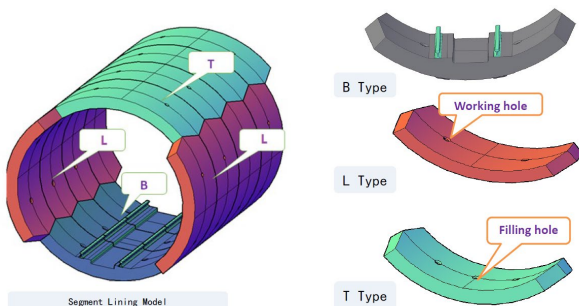 T
L
L
B
Segment Lining Model
B Type
Working hole
L Type
Filling hole
T Type